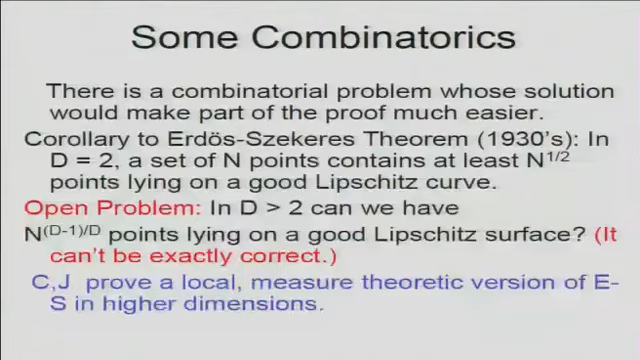 Some Combinatorics
There is a combinatorial problem whose solution
would make part of the proof much easier.
Corollary to Erdös-Szekeres Theorem (1930's): In
D = 2, a set of N points contains at least N^1/2
points lying on a good Lipschitz curve.
Open Problem: In D > 2 can we have
N^(D-1)/D points lying on a good Lipschitz surface? (It
can't be exactly correct.)
C,J prove a local, measure theoretic version of E-
S in higher dimensions.